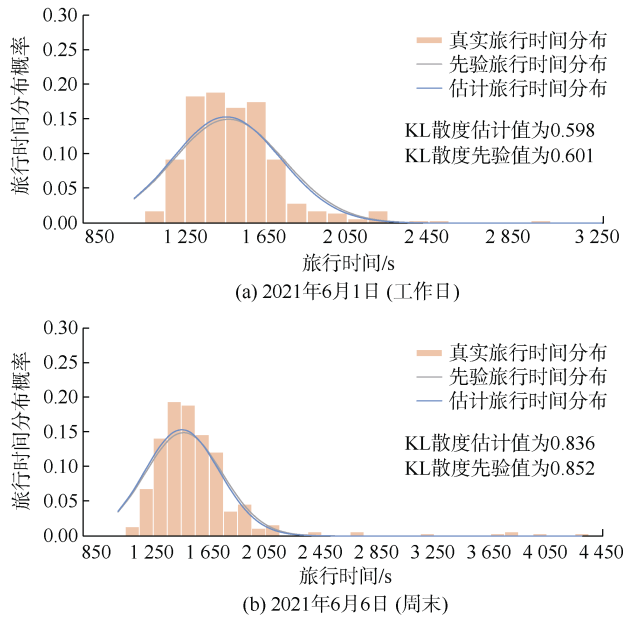 0.30
0.25
0.20
0.15
0.10
0.05
0.00
旅行时间分布概率
真实旅行时间分布
先验旅行时间分布
估计旅行时间分布
KL散度估计值为0.598
KL散度先验值为0.601
850 1 250 1 650 2 050 2 450 2 850 3 250
旅行时间/s
(a) 2021年6月1日 (工作日)
0.30
0.25
0.20
0.15
0.10
0.05
0.00
旅行时间分布概率
真实旅行时间分布
先验旅行时间分布
估计旅行时间分布
KL散度估计值为0.836
KL散度先验值为0.852
850 1 250 1 650 2 050 2 450 2 850 3 250 3 650 4 050 4 450
旅行时间/s
(b) 2021年6月6日 (周末)